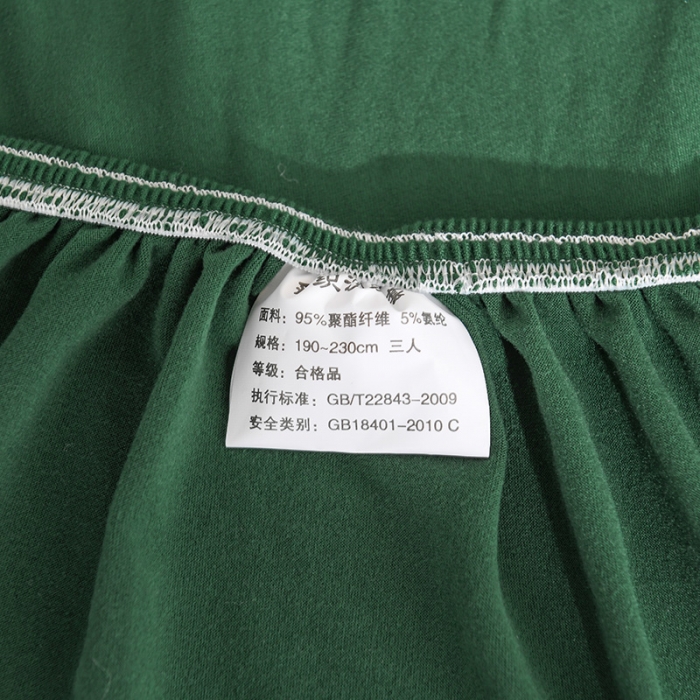 面料：95%聚酯纤维 5%氨纶
规格：190~230cm 三人
等级：合格品
执行标准：GB/T22843-2009
安全类别：GB18401-2010 C